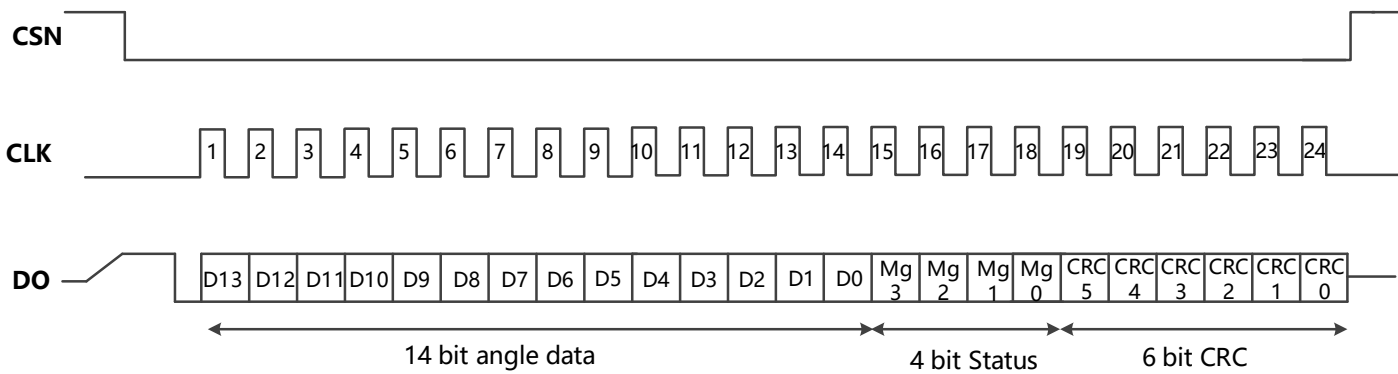 CSN
CLK
1 2 3 4 5 6 7 8 9 10 11 12 13 14 15 16 17 18 19 20 21 22 23 24
DO
D13 D12 D11 D10 D9 D8 D7 D6 D5 D4 D3 D2 D1 D0 Mg Mg Mg Mg CRC CRC CRC CRC CRC CRC
3 2 1 0 5 4 3 2 1 0
14 bit angle data 4 bit Status 6 bit CRC